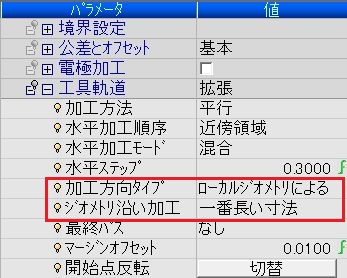 ﾊﾟﾗﾒｰﾀ 値
境界設定
公差とｵﾌｾｯﾄ 基本
電極加工
工具軌道 拡張
加工方法 平行
水平加工順序 近傍領域
水平加工ﾓｰﾄﾞ 混合
水平ｽﾃｯﾌﾟ 0.3000 f
加工方向ﾀｲﾌﾟ ﾛｰｶﾙｼﾞｵﾒﾄﾘによる
ｼﾞｵﾒﾄﾘ沿い加工 一番長い寸法
最終ﾊﾟｽ なし
ﾏｰｼﾞﾝｵﾌｾｯﾄ 0.0100 f
開始点反転 切替